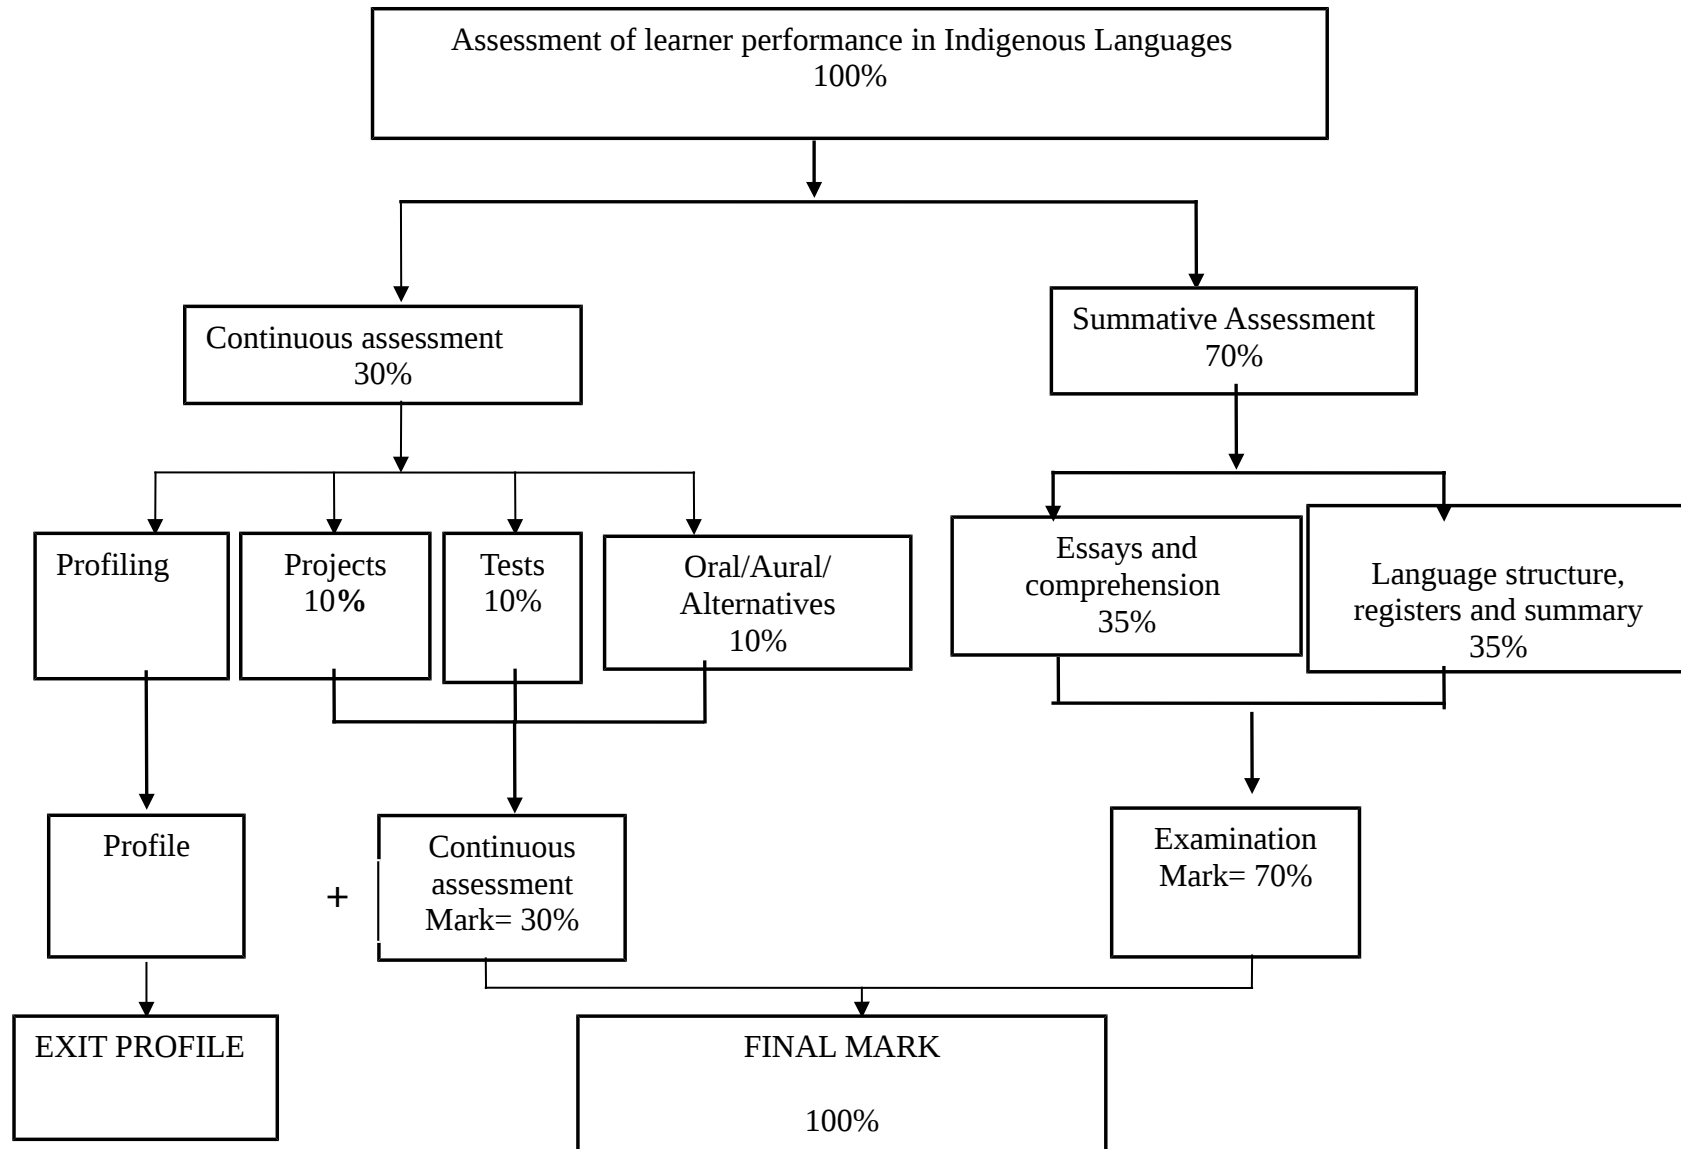 Assessment of learner performance in Indigenous Languages
100%
Continuous assessment
30%
Summative Assessment
70%
Profiling
Projects
10%
Tests
10%
Oral/Aural/
Alternatives
10%
Essays and
comprehension
35%
Language structure,
registers and summary
35%
Profile
+
Continuous
assessment
Mark= 30%
Examination
Mark= 70%
EXIT PROFILE
FINAL MARK
100%